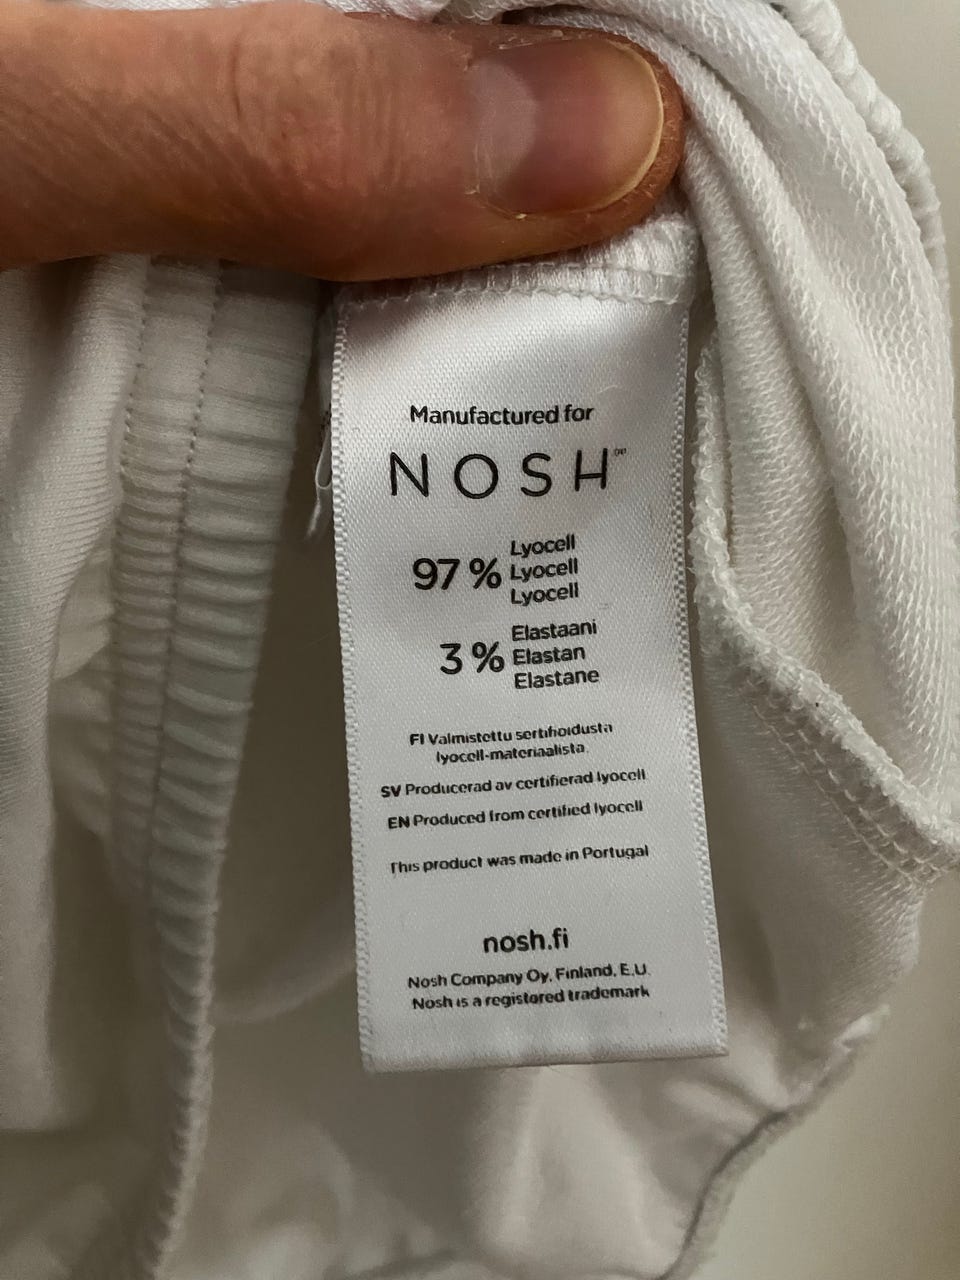 Manufactured for
NOSH™
97 % Lyocell
Lyocell
Lyocell
3 % Elastaani
Elastan
Elastane
FI Valmistettu sertifioidusta
lyocell-materiaalista.
SV Producerad av certifierad lyocell
EN Produced from certified lyocell
This product was made in Portugal
nosh.fi
Nosh Company Oy, Finland, E.U.
Nosh is a registered trademark